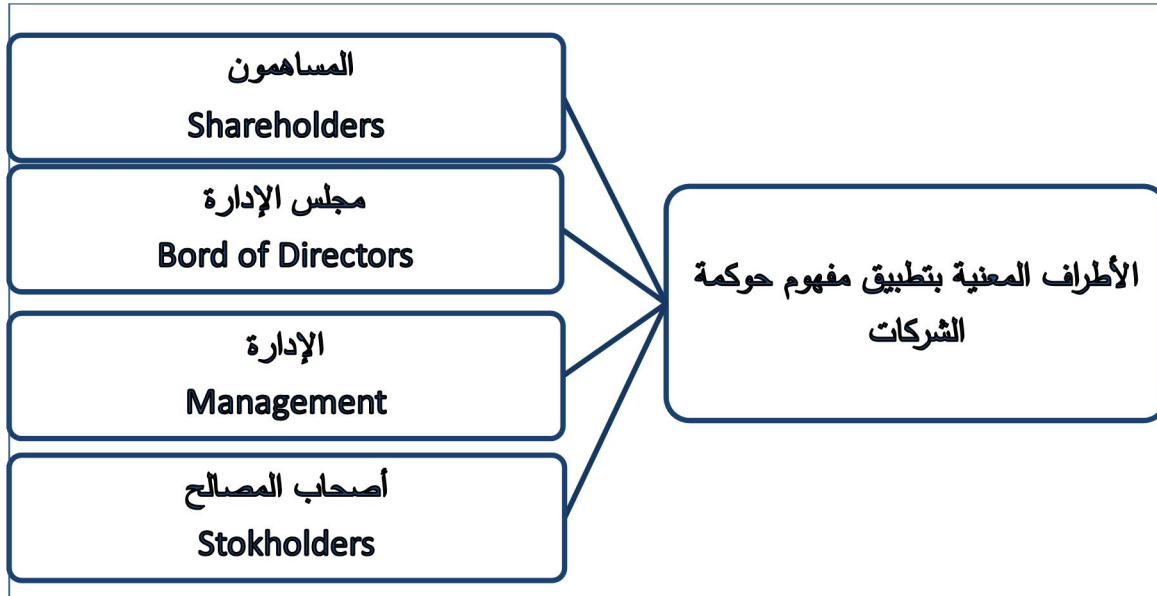 الأطراف المعنية بتطبيق مفهوم حوكمة
الشركات
المساهمون
Shareholders
مجلس الإدارة
Bord of Directors
الإدارة
Management
أصحاب المصالح
Stokholders